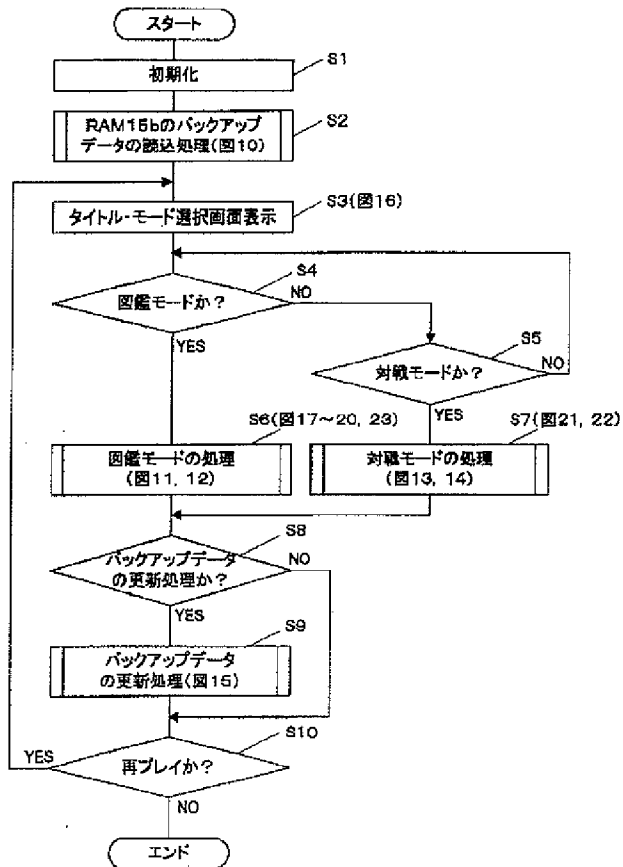 スタート
初期化
S1
RAM15bのバックアップ
データの読込処理(図10)
S2
タイトル・モード選択画面表示
S3(図16)
図鑑モードか?
S4
NO
YES
対戦モードか?
S5
NO
YES
S6(図17〜20, 23)
図鑑モードの処理
(図11, 12)
S7(図21, 22)
対戦モードの処理
(図13, 14)
S8
バックアップデータ
の更新処理か?
NO
YES
S9
バックアップデータ
の更新処理(図15)
S10
再プレイか?
YES
NO
エンド